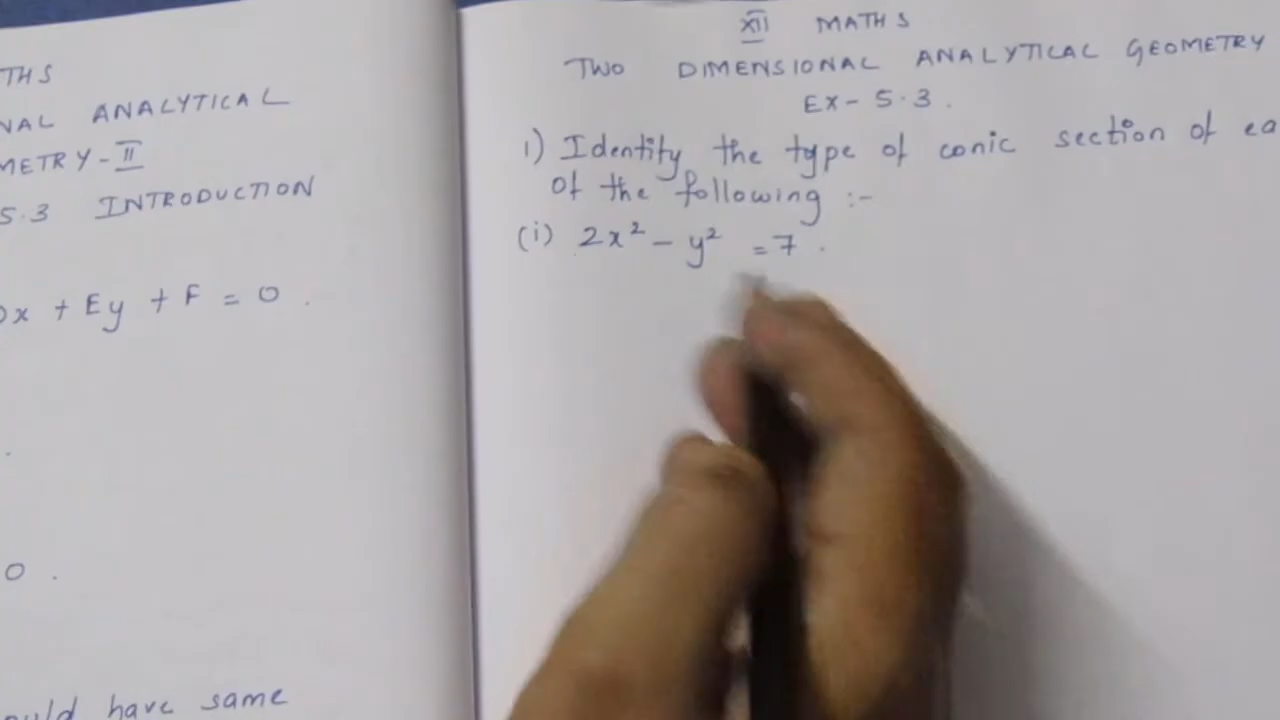 THS
NAL ANALYTICAL
METRY - II
5.3 INTRODUCTION
Dx + Ey + F = 0 .
0 .
ould have same
XII MATHS
TWO DIMENSIONAL ANALYTICAL GEOMETRY
Ex - 5.3 .
1) Identify the type of conic section of ea
of the following :-
(i) 2x² - y² = 7 .